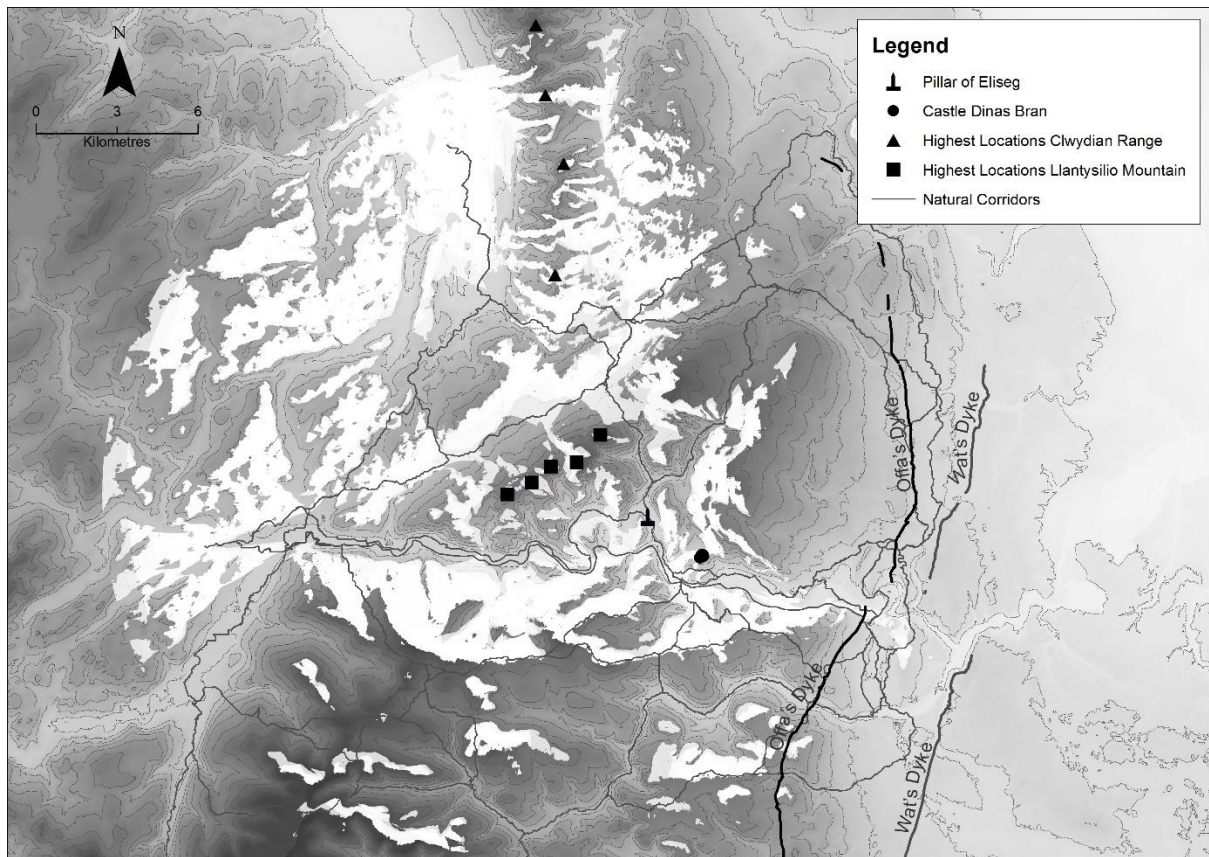 N
0 3 6
Kilometres
Legend
Pillar of Eliseg
Castle Dinas Bran
Highest Locations Clwydian Range
Highest Locations Llantysilio Mountain
Natural Corridors
Offa's Dyke
Wat's Dyke
Offa's Dyke
Wat's Dyke